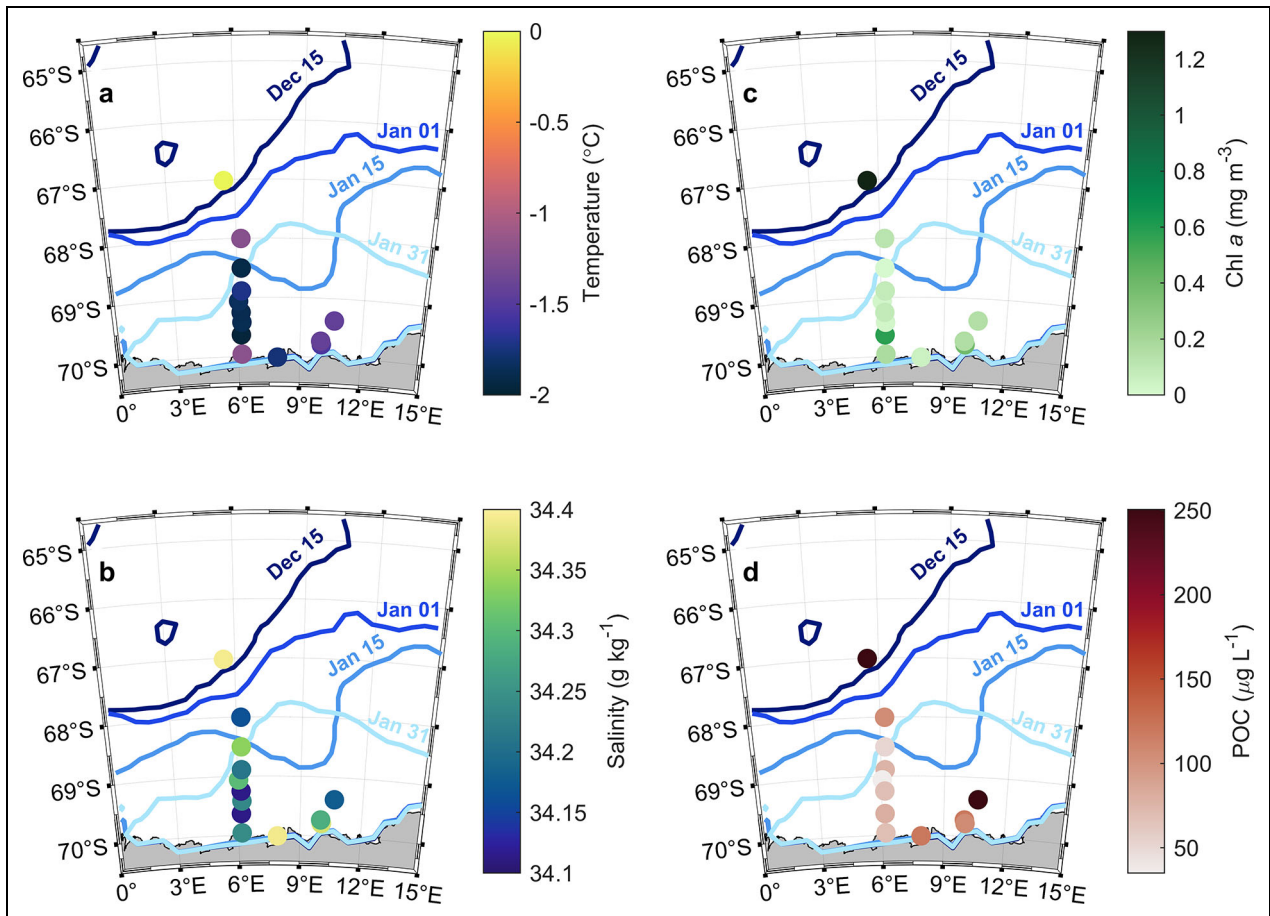 a
65°S
66°S
67°S
68°S
69°S
70°S
0°
3°E
6°E
9°E
12°E
15°E
Dec 15
Jan 01
Jan 15
Jan 31
0
-0.5
-1
-1.5
-2
Temperature (°C)
c
65°S
66°S
67°S
68°S
69°S
70°S
0°
3°E
6°E
9°E
12°E
15°E
Dec 15
Jan 01
Jan 15
Jan 31
1.2
1
0.8
0.6
0.4
0.2
0
Chl a (mg m⁻³)
b
65°S
66°S
67°S
68°S
69°S
70°S
0°
3°E
6°E
9°E
12°E
15°E
Dec 15
Jan 01
Jan 15
Jan 31
34.4
34.35
34.3
34.25
34.2
34.15
34.1
Salinity (g kg⁻¹)
d
65°S
66°S
67°S
68°S
69°S
70°S
0°
3°E
6°E
9°E
12°E
15°E
Dec 15
Jan 01
Jan 15
Jan 31
250
200
150
100
50
POC (μg L⁻¹)